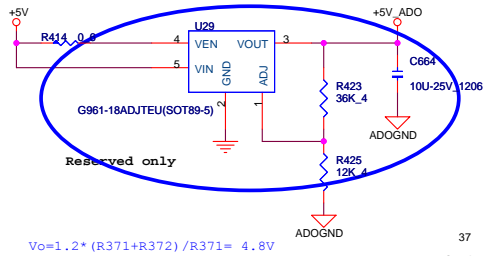 +5V
+5V_ADO
U29
R414 0_6
4 VEN VOUT 3
5 VIN
GND
ADJ
2
1
C664
10U-25V_1206
R423
36K_4
G961-18ADJTEU(SOT89-5)
ADOGND
Reserved only
R425
12K_4
ADOGND
37
Vo=1.2*(R371+R372)/R371= 4.8V